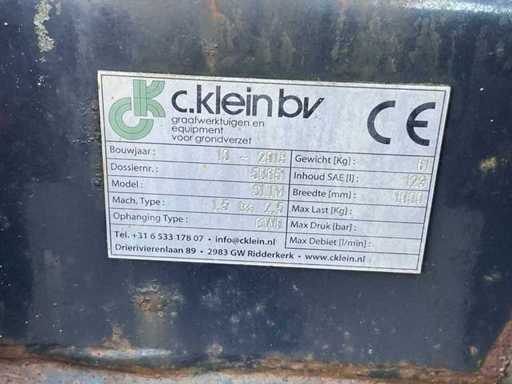 CK c.klein bv CE
graafwerktuigen en
equipment
voor grondverzet
Bouwjaar : - 2018 Gewicht [Kg] :
Dossiernr. : Inhoud SAE [l] :
Model : Breedte [mm] :
Mach. Type : Max Last [Kg] :
Ophanging Type : Max Druk [bar] :
Max Debiet [l/min] :
Tel. +31 6 533 178 07 • info@cklein.nl
Drierivierenlaan 89 • 2983 GW Ridderkerk • www.cklein.nl